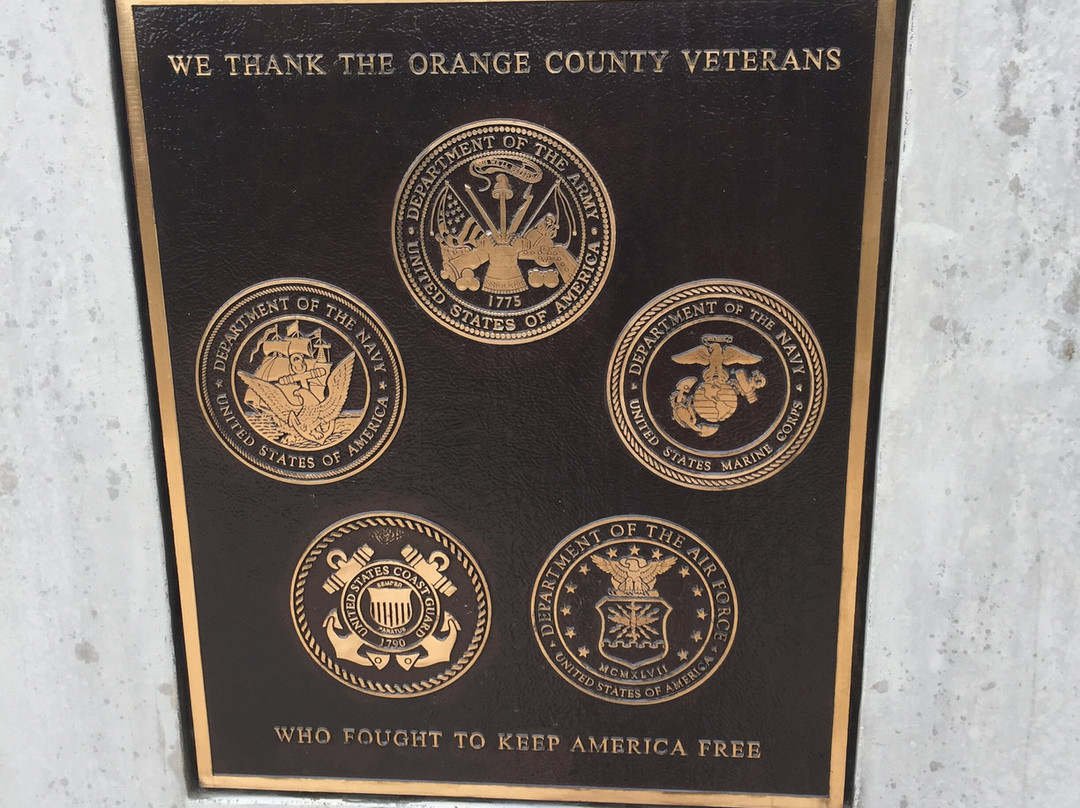 WE THANK THE ORANGE COUNTY VETERANS
DEPARTMENT OF THE ARMY
1775
UNITED STATES OF AMERICA
DEPARTMENT OF THE NAVY
UNITED STATES OF AMERICA
DEPARTMENT OF THE NAVY
UNITED STATES MARINE CORPS
UNITED STATES COAST GUARD
SEMPER
PARATUS
1790
DEPARTMENT OF THE AIR FORCE
MCMXLVII
UNITED STATES OF AMERICA
WHO FOUGHT TO KEEP AMERICA FREE